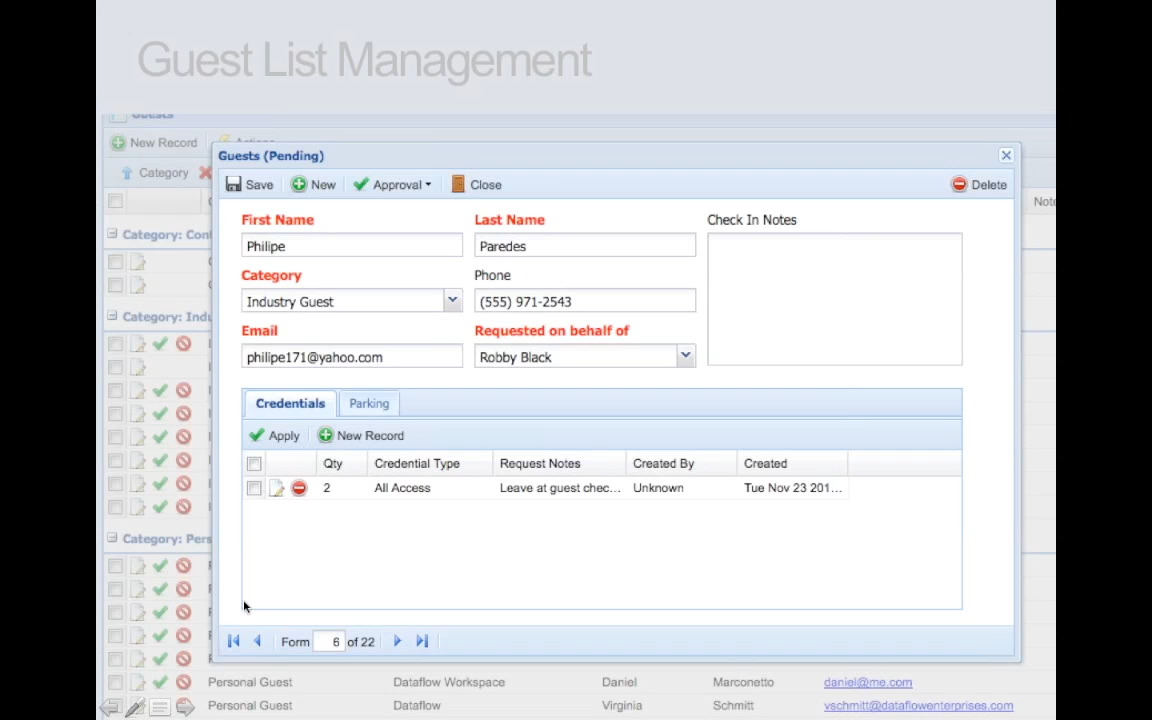 Guest List Management
Guests
New Record Actions
Category
Note
Guests (Pending)
Save New Approval Close Delete
First Name Last Name Check In Notes
Philipe Paredes
Category Phone
Industry Guest (555) 971-2543
Email Requested on behalf of
philipe171@yahoo.com Robby Black
Credentials Parking
Apply New Record
Qty Credential Type Request Notes Created By Created
2 All Access Leave at guest chec... Unknown Tue Nov 23 201...
Form 6 of 22
Category: Con
Category: Indu
Category: Pers
Personal Guest Dataflow Workspace Daniel Marconetto daniel@me.com
Personal Guest Dataflow Virginia Schmitt vschmitt@dataflowenterprises.com